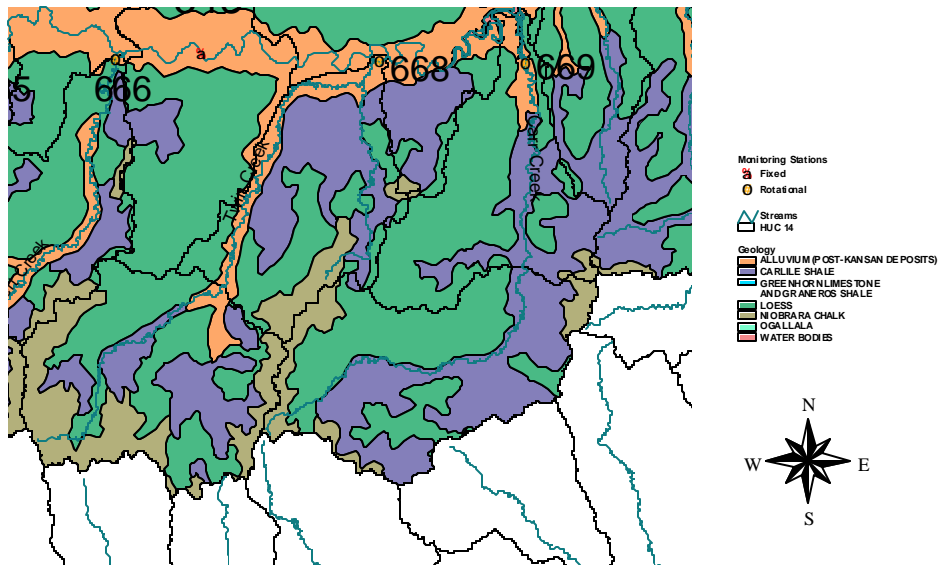 666
668
669
Twin Creek
Carr Creek
Creek
Monitoring Stations
Fixed
Rotational
Streams
HUC 14
Geology
ALLUVIUM (POST-KANSAN DEPOSITS)
CARLILE SHALE
GREENHORN LIMESTONE
AND GRANEROS SHALE
LOESS
NIOBRARA CHALK
OGALLALA
WATER BODIES
N
W E
S